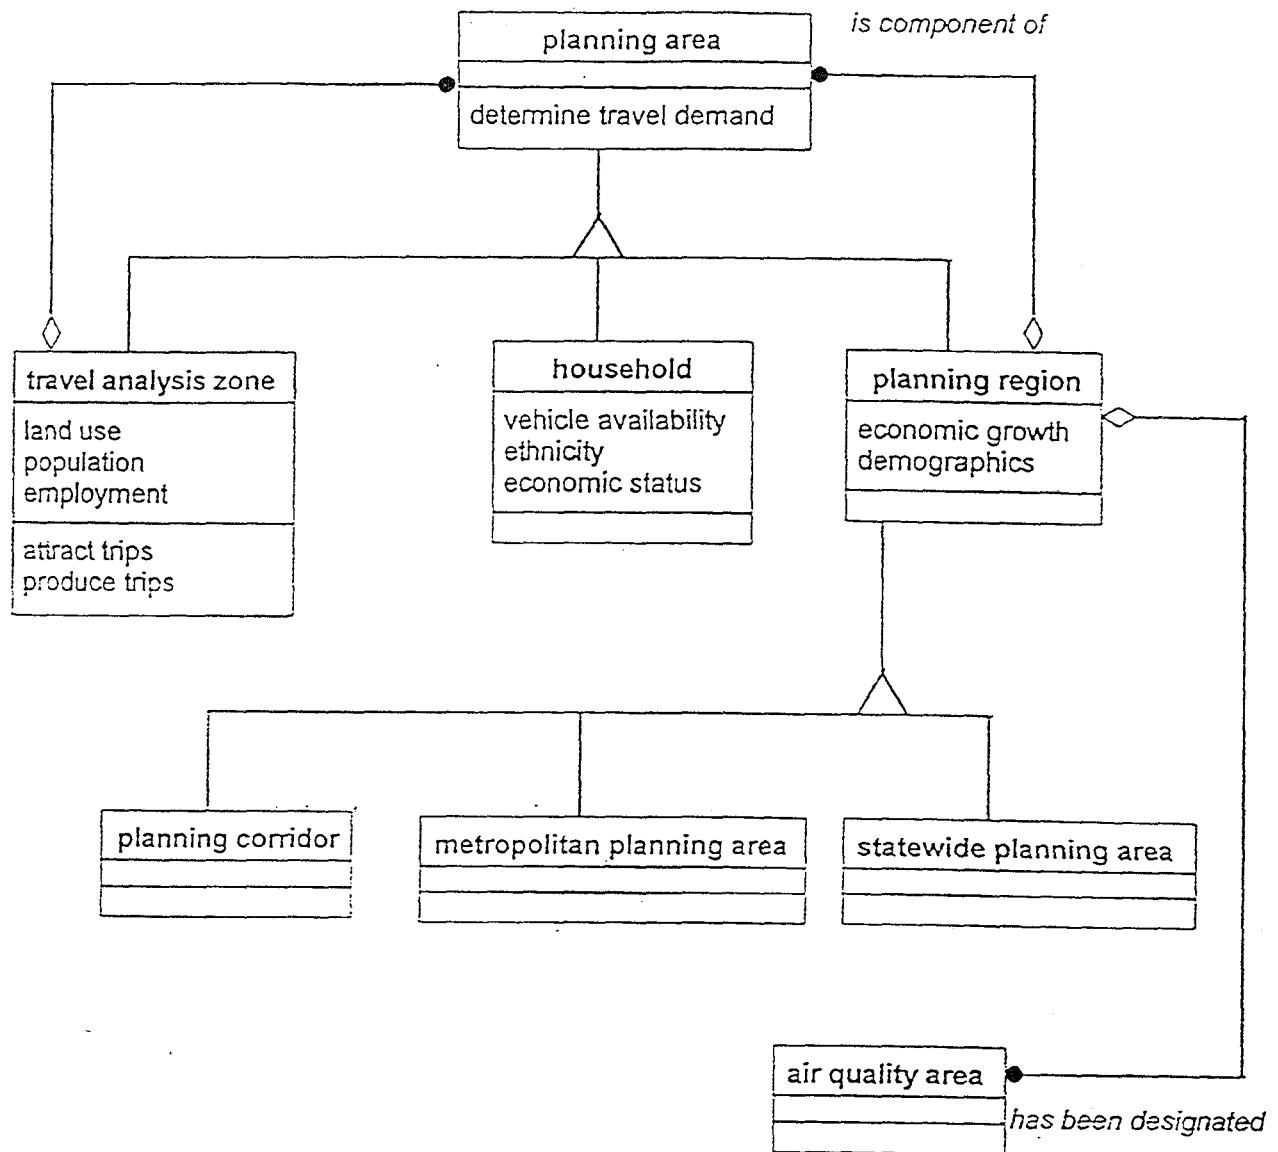 planning area
is component of
determine travel demand
travel analysis zone
land use
population
employment
attract trips
produce trips
household
vehicle availability
ethnicity
economic status
planning region
economic growth
demographics
planning corridor
metropolitan planning area
statewide planning area
air quality area
has been designated